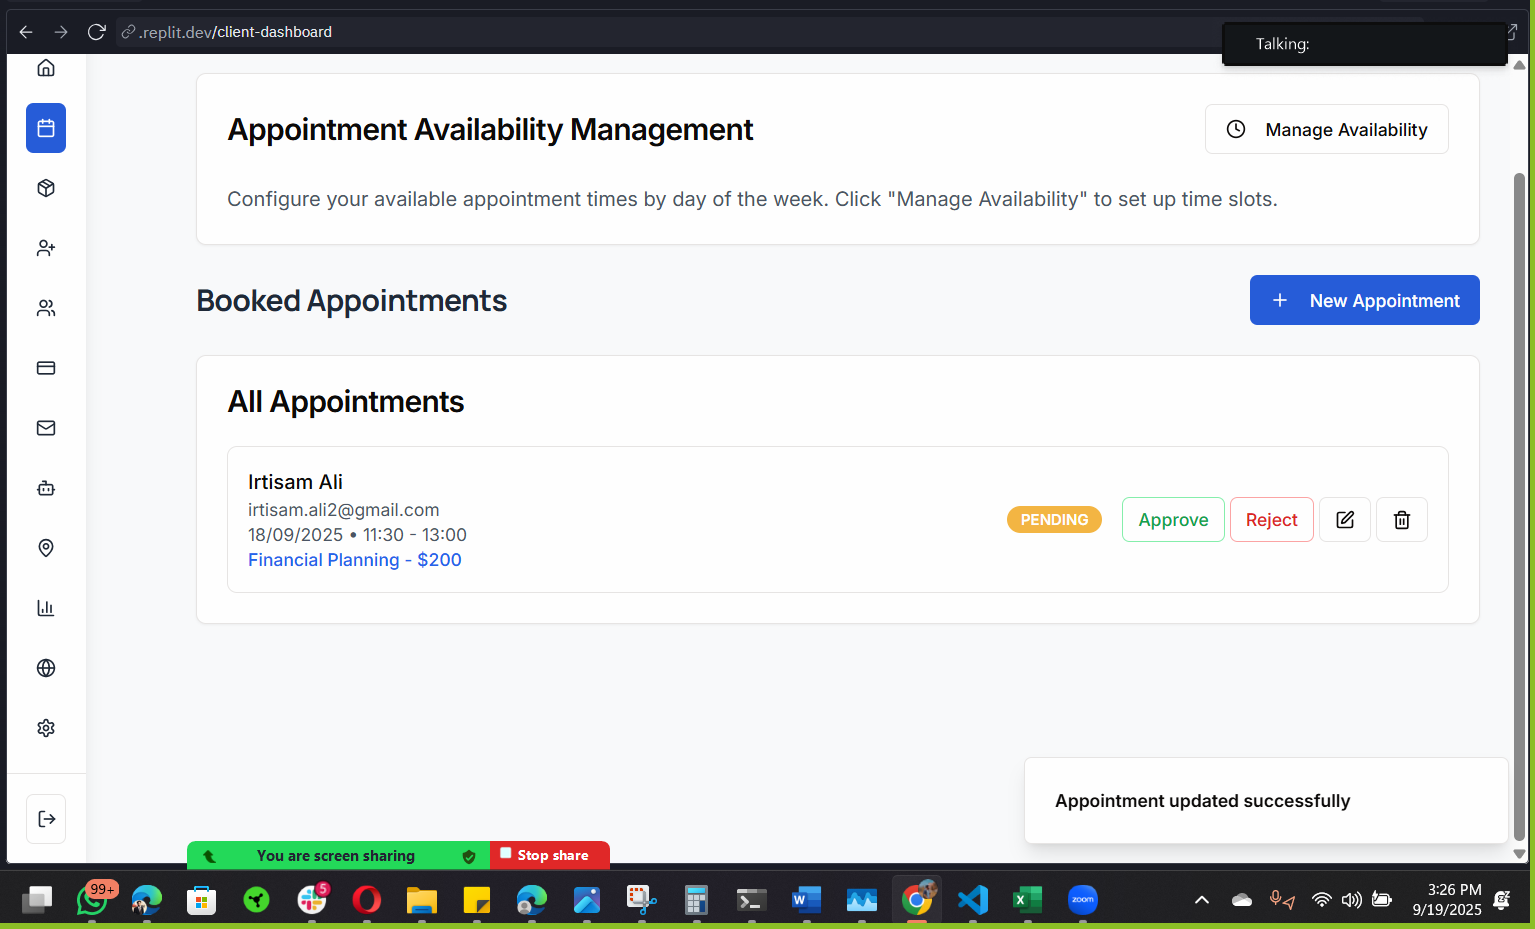 .replit.dev/client-dashboard
Talking:
Appointment Availability Management
Manage Availability
Configure your available appointment times by day of the week. Click "Manage Availability" to set up time slots.
Booked Appointments
New Appointment
All Appointments
Irtisam Ali
irtisam.ali2@gmail.com
18/09/2025 • 11:30 - 13:00
Financial Planning - $200
PENDING
Approve
Reject
Appointment updated successfully
You are screen sharing
Stop share
99+
5
W
X
zoom
3:26 PM
9/19/2025